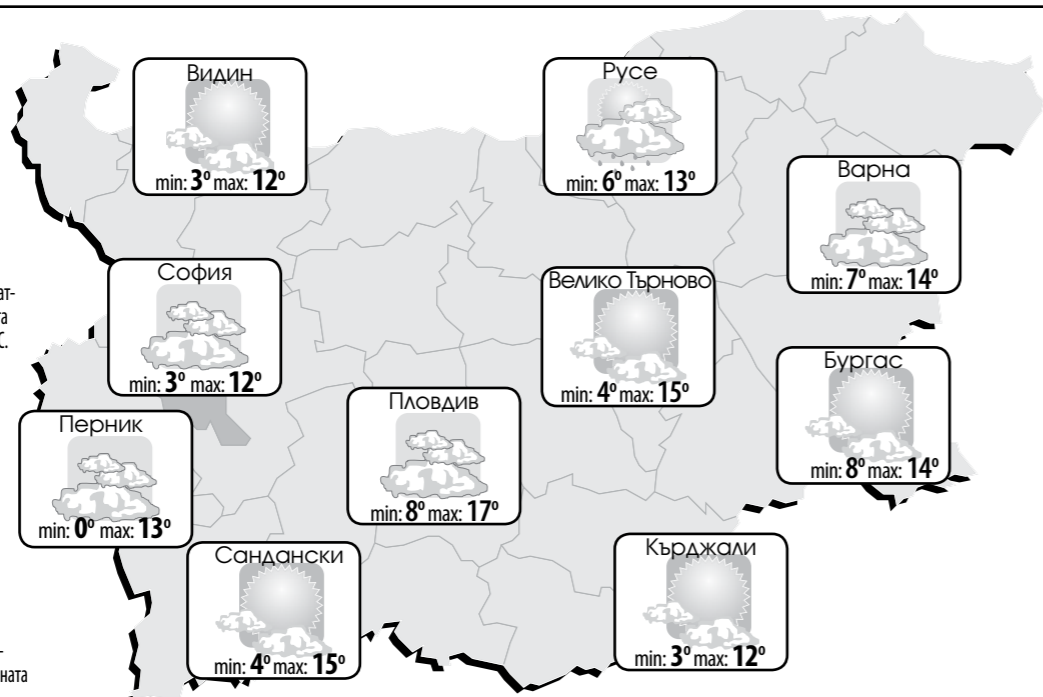 Видин
min: 3° max: 12°
Русе
min: 6° max: 13°
Варна
min: 7° max: 14°
София
min: 3° max: 12°
Велико Търново
min: 4° max: 15°
Бургас
min: 8° max: 14°
Пловдив
min: 8° max: 17°
Перник
min: 0° max: 13°
Сандански
min: 4° max: 15°
Кърджали
min: 3° max: 12°